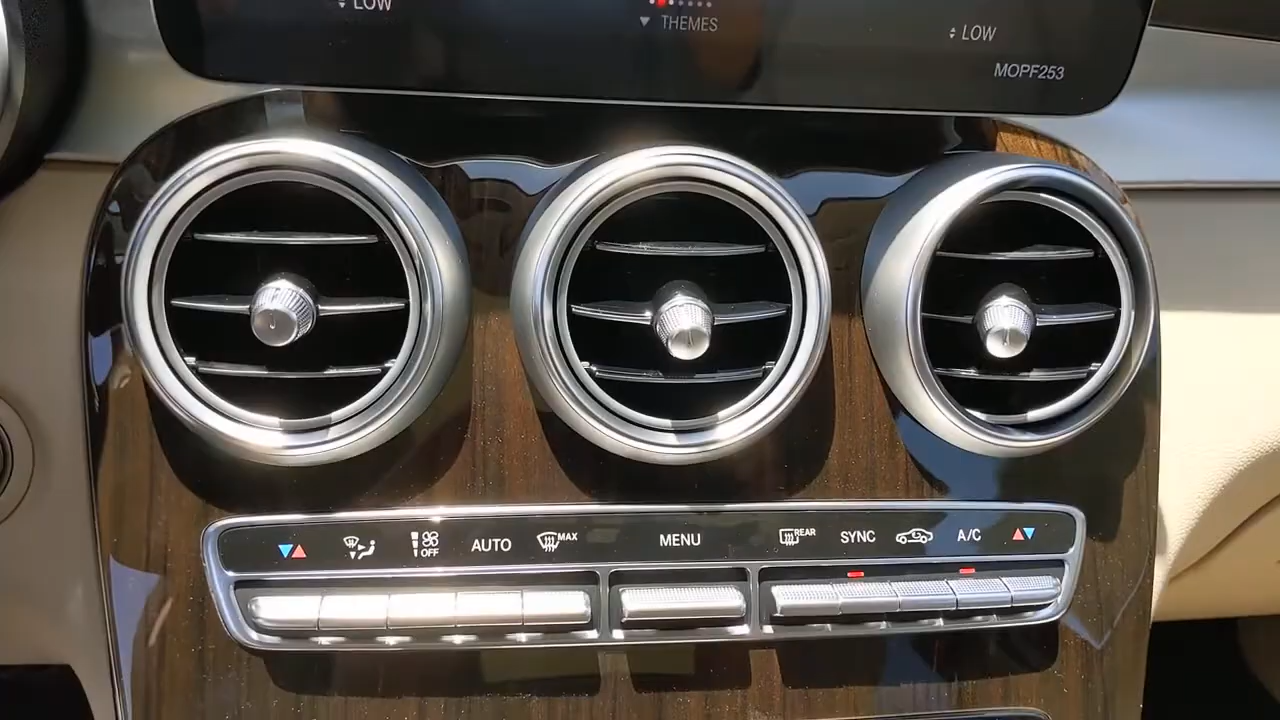 LOW
THEMES
LOW
MOPF253
OFF
AUTO
MAX
MENU
REAR
SYNC
A/C